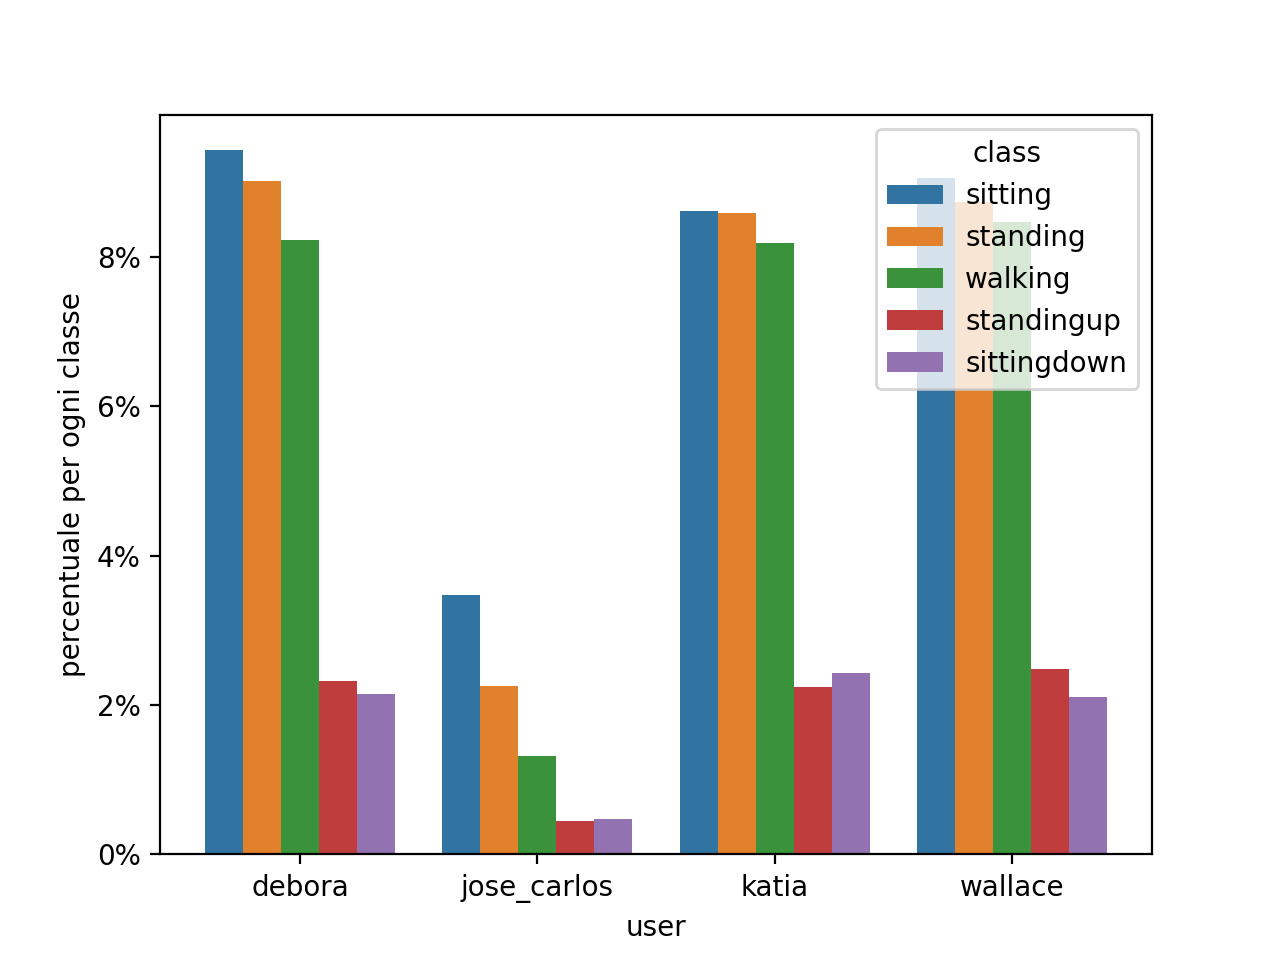 class
sitting
standing
walking
standingup
sittingdown
percentuale per ogni classe
8%
6%
4%
2%
0%
debora jose_carlos katia wallace
user